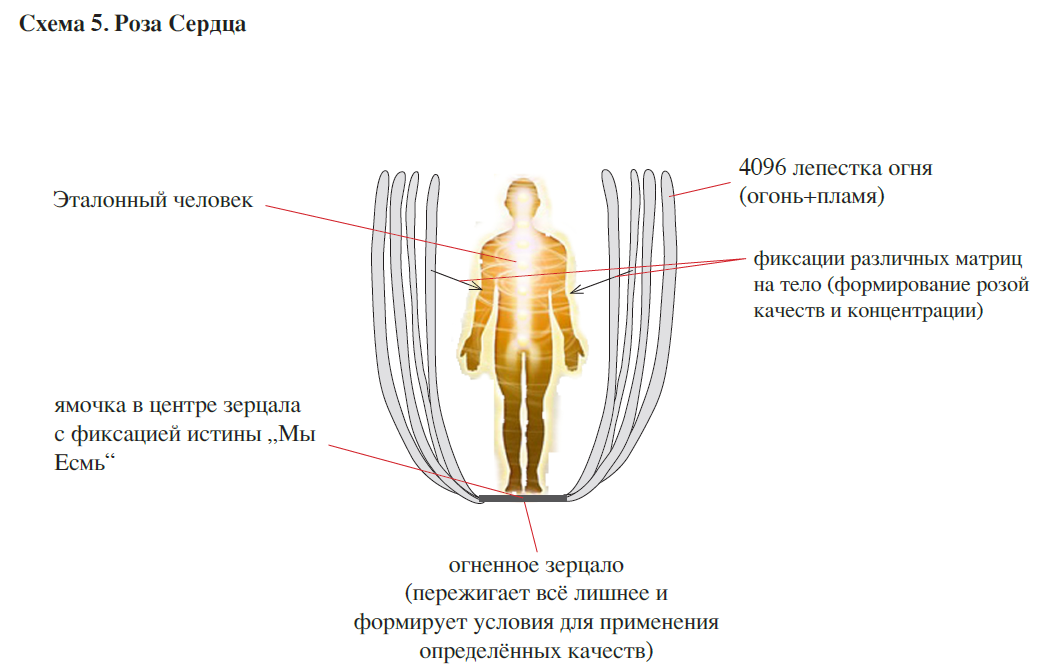 Схема 5. Роза Сердца
4096 лепестка огня
(огонь+пламя)
Эталонный человек
фиксации различных матриц
на тело (формирование розой
качеств и концентрации)
ямочка в центре зерцала
с фиксацией истины „Мы
Есмь“
огненное зерцало
(пережигает всё лишнее и
формирует условия для применения
определённых качеств)